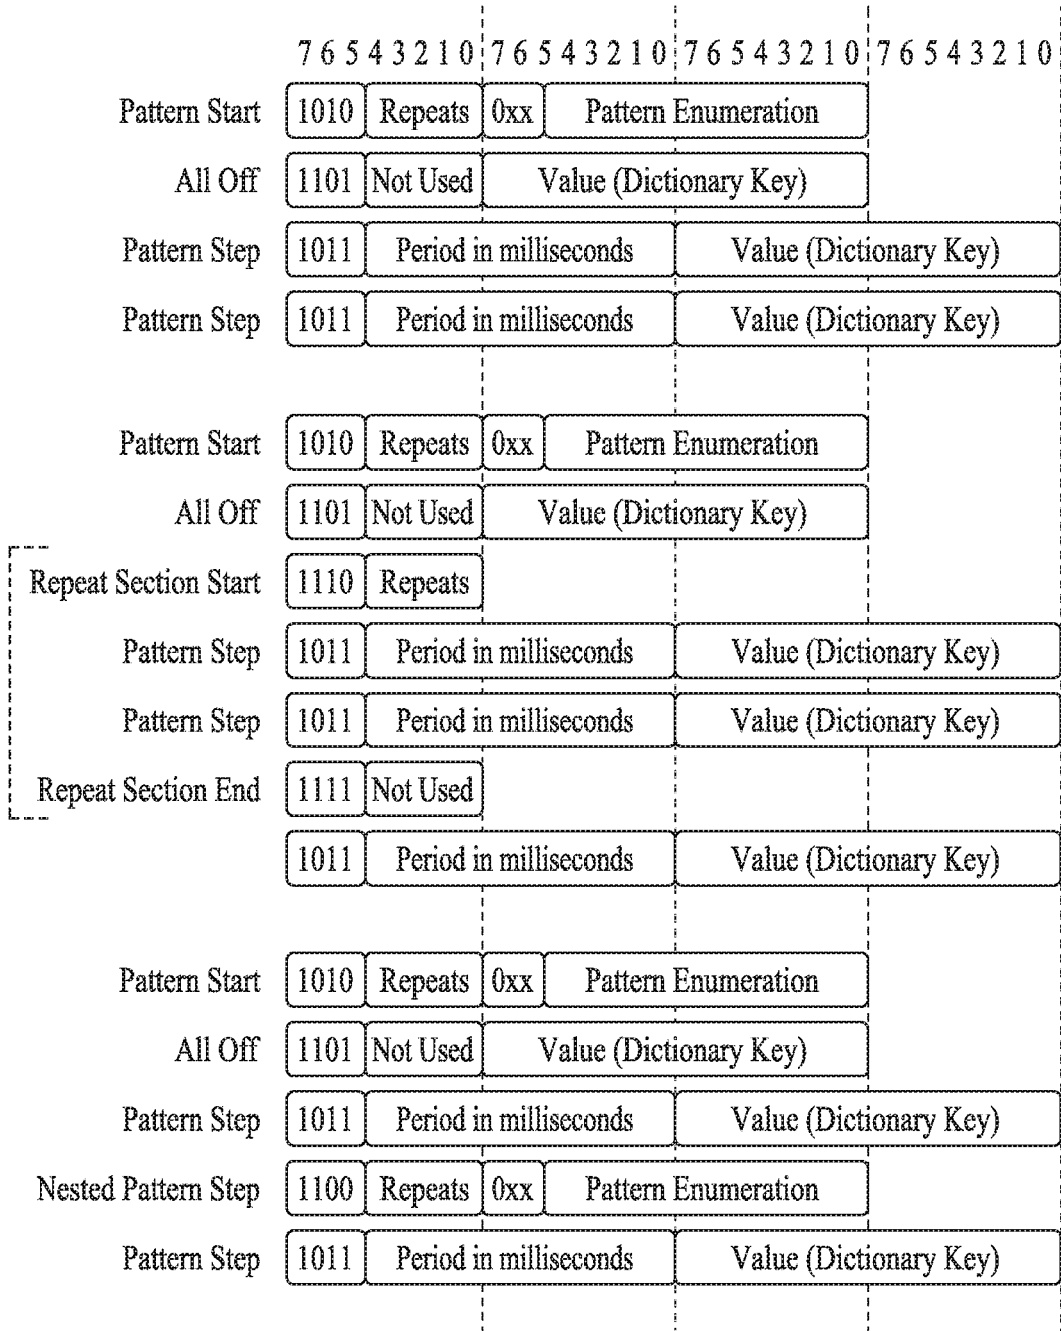 7 6 5 4 3 2 1 0 7 6 5 4 3 2 1 0 7 6 5 4 3 2 1 0 7 6 5 4 3 2 1 0
Pattern Start 1010 Repeats 0xx Pattern Enumeration
All Off 1101 Not Used Value (Dictionary Key)
Pattern Step 1011 Period in milliseconds Value (Dictionary Key)
Pattern Step 1011 Period in milliseconds Value (Dictionary Key)
Pattern Start 1010 Repeats 0xx Pattern Enumeration
All Off 1101 Not Used Value (Dictionary Key)
Repeat Section Start 1110 Repeats
Pattern Step 1011 Period in milliseconds Value (Dictionary Key)
Pattern Step 1011 Period in milliseconds Value (Dictionary Key)
Repeat Section End 1111 Not Used
1011 Period in milliseconds Value (Dictionary Key)
Pattern Start 1010 Repeats 0xx Pattern Enumeration
All Off 1101 Not Used Value (Dictionary Key)
Pattern Step 1011 Period in milliseconds Value (Dictionary Key)
Nested Pattern Step 1100 Repeats 0xx Pattern Enumeration
Pattern Step 1011 Period in milliseconds Value (Dictionary Key)